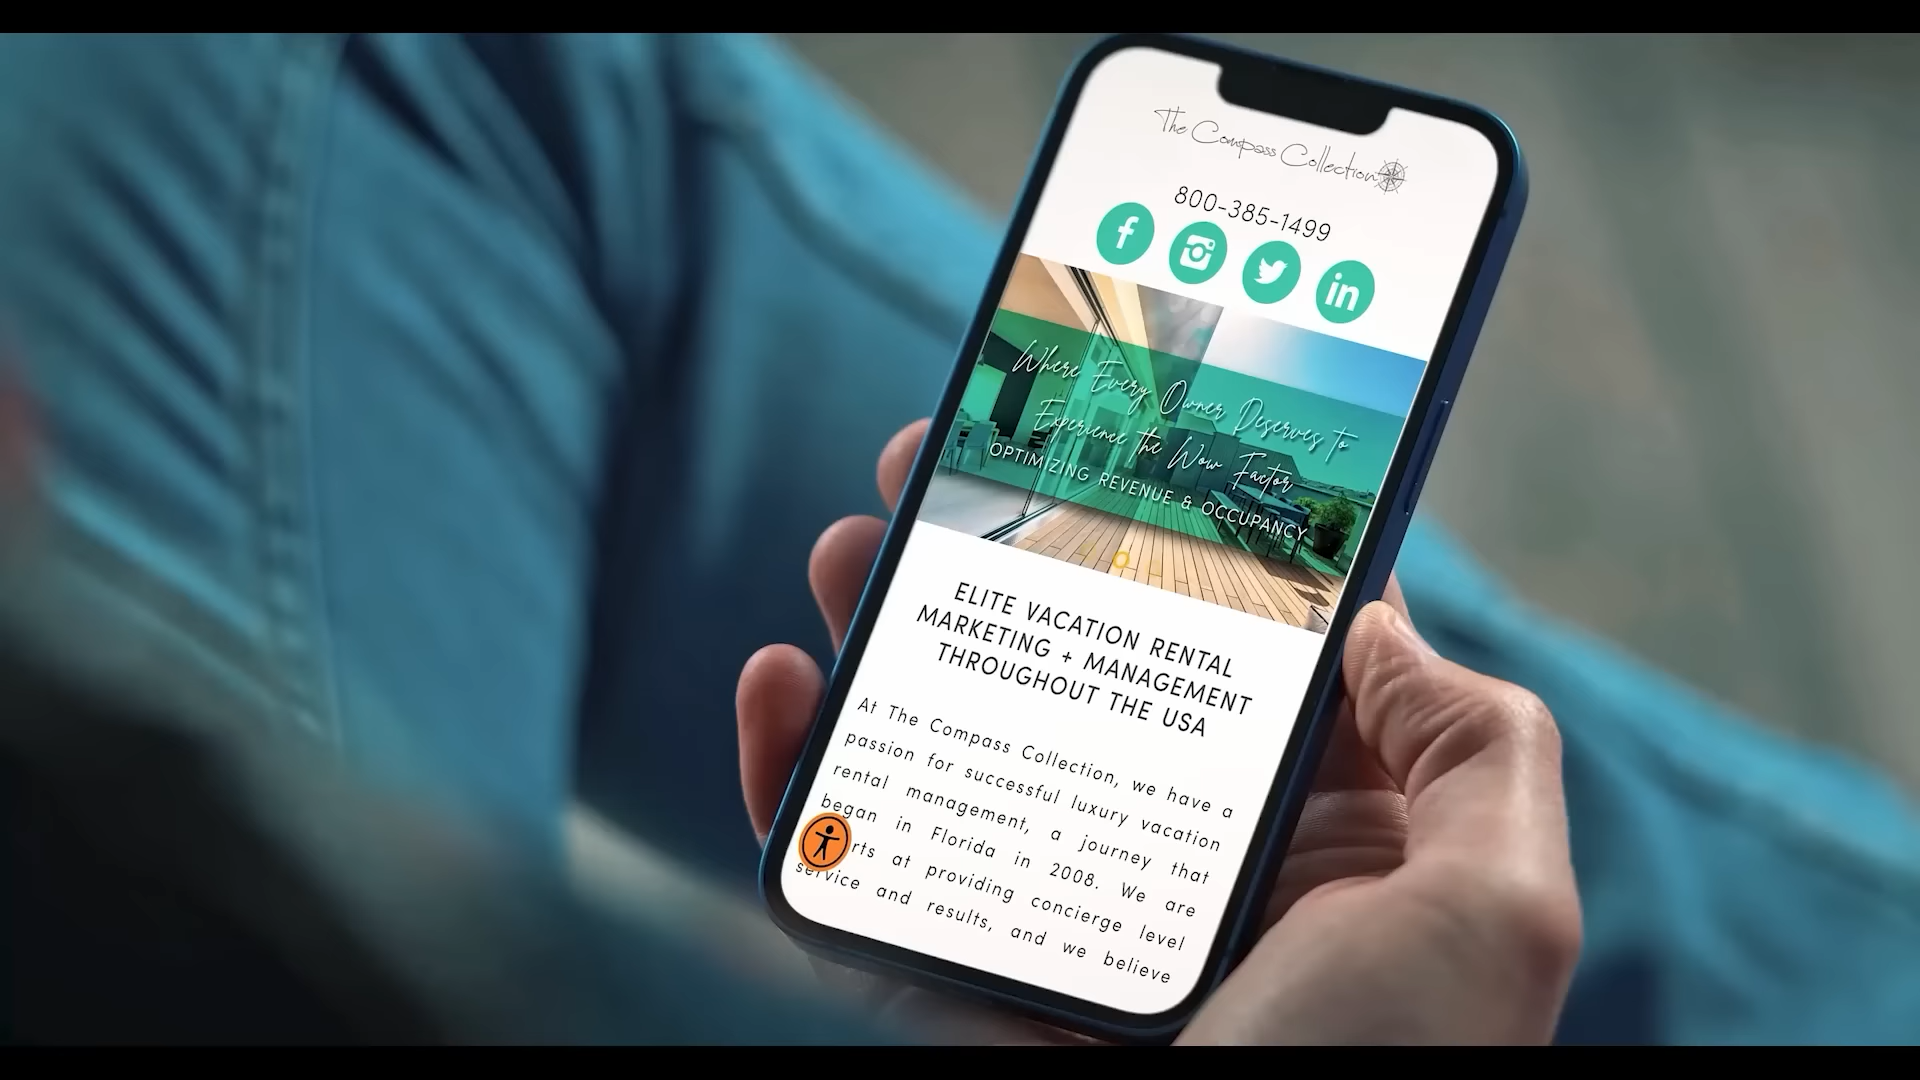 The Compass Collection
800-385-1499
Where Every Owner Deserves to
Experience the Wow Factor
OPTIMIZING REVENUE & OCCUPANCY
ELITE VACATION RENTAL
MARKETING + MANAGEMENT
THROUGHOUT THE USA
At The Compass Collection, we have a
passion for successful luxury vacation
rental management, a journey that
began in Florida in 2008. We are
rts at providing concierge level
service and results, and we believe